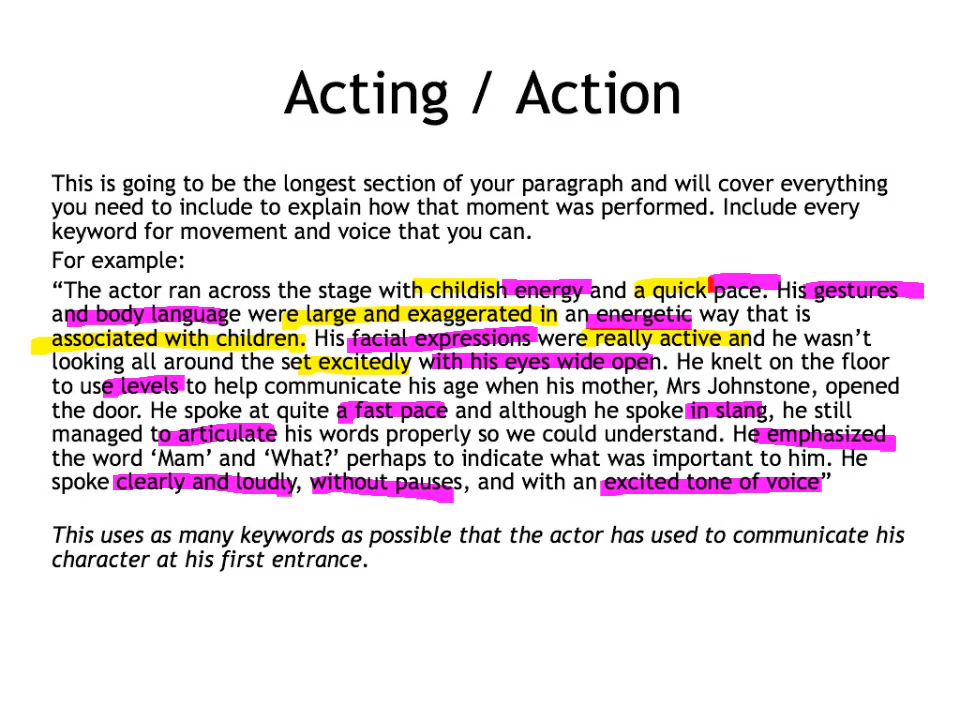 Acting / Action
This is going to be the longest section of your paragraph and will cover everything
you need to include to explain how that moment was performed. Include every
keyword for movement and voice that you can.
For example:
“The actor ran across the stage with childish energy and a quick pace. His gestures
and body language were large and exaggerated in an energetic way that is
associated with children. His facial expressions were really active and he wasn’t
looking all around the set excitedly with his eyes wide open. He knelt on the floor
to use levels to help communicate his age when his mother, Mrs Johnstone, opened
the door. He spoke at quite a fast pace and although he spoke in slang, he still
managed to articulate his words properly so we could understand. He emphasized
the word ‘Mam’ and ‘What?’ perhaps to indicate what was important to him. He
spoke clearly and loudly, without pauses, and with an excited tone of voice”
This uses as many keywords as possible that the actor has used to communicate his
character at his first entrance.